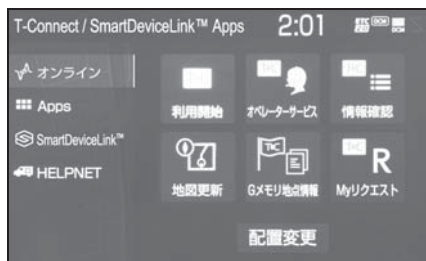 T-Connect / SmartDeviceLink™ Apps 2:01
オンライン
Apps
SmartDeviceLink™
HELPNET
利用開始 オペレーターサービス 情報確認
地図更新 Gメモリ地点情報 Myリクエスト
配置変更